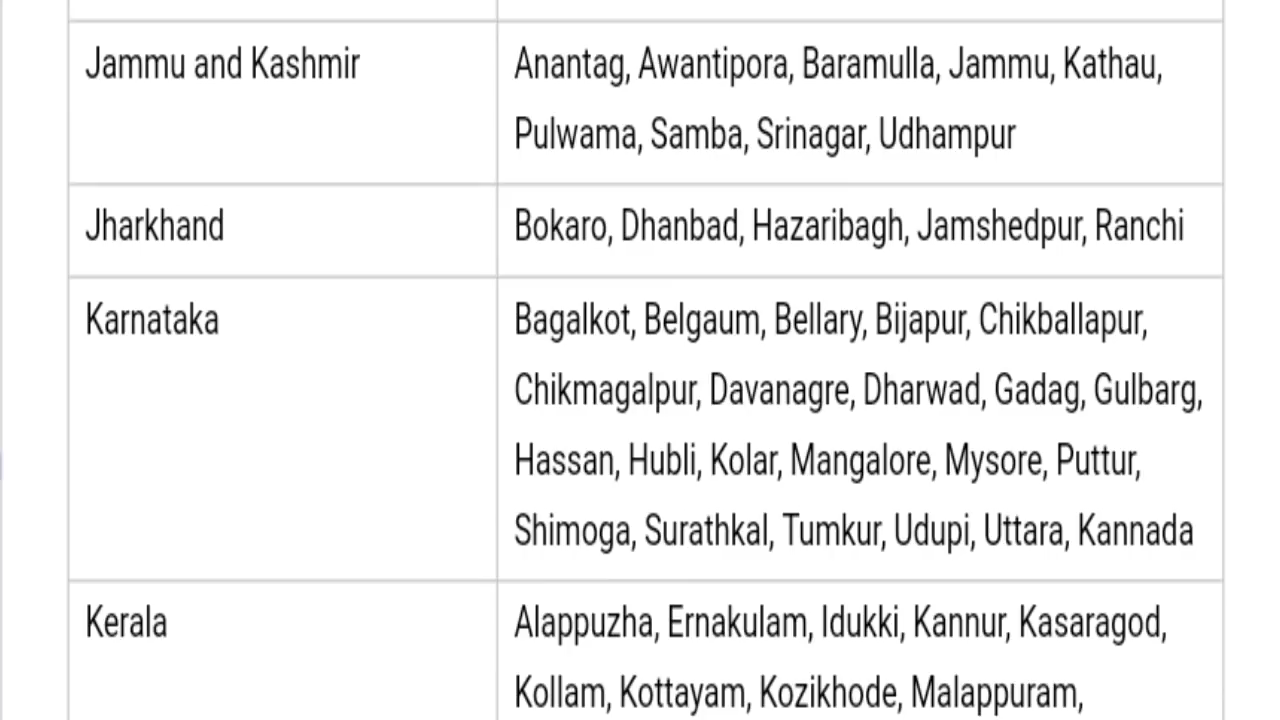 Jammu and Kashmir
Anantag, Awantipora, Baramulla, Jammu, Kathau,
Pulwama, Samba, Srinagar, Udhampur
Jharkhand
Bokaro, Dhanbad, Hazaribagh, Jamshedpur, Ranchi
Karnataka
Bagalkot, Belgaum, Bellary, Bijapur, Chikballapur,
Chikmagalpur, Davanagre, Dharwad, Gadag, Gulbarg,
Hassan, Hubli, Kolar, Mangalore, Mysore, Puttur,
Shimoga, Surathkal, Tumkur, Udupi, Uttara, Kannada
Kerala
Alappuzha, Ernakulam, Idukki, Kannur, Kasaragod,
Kollam, Kottayam, Kozikhode, Malappuram,